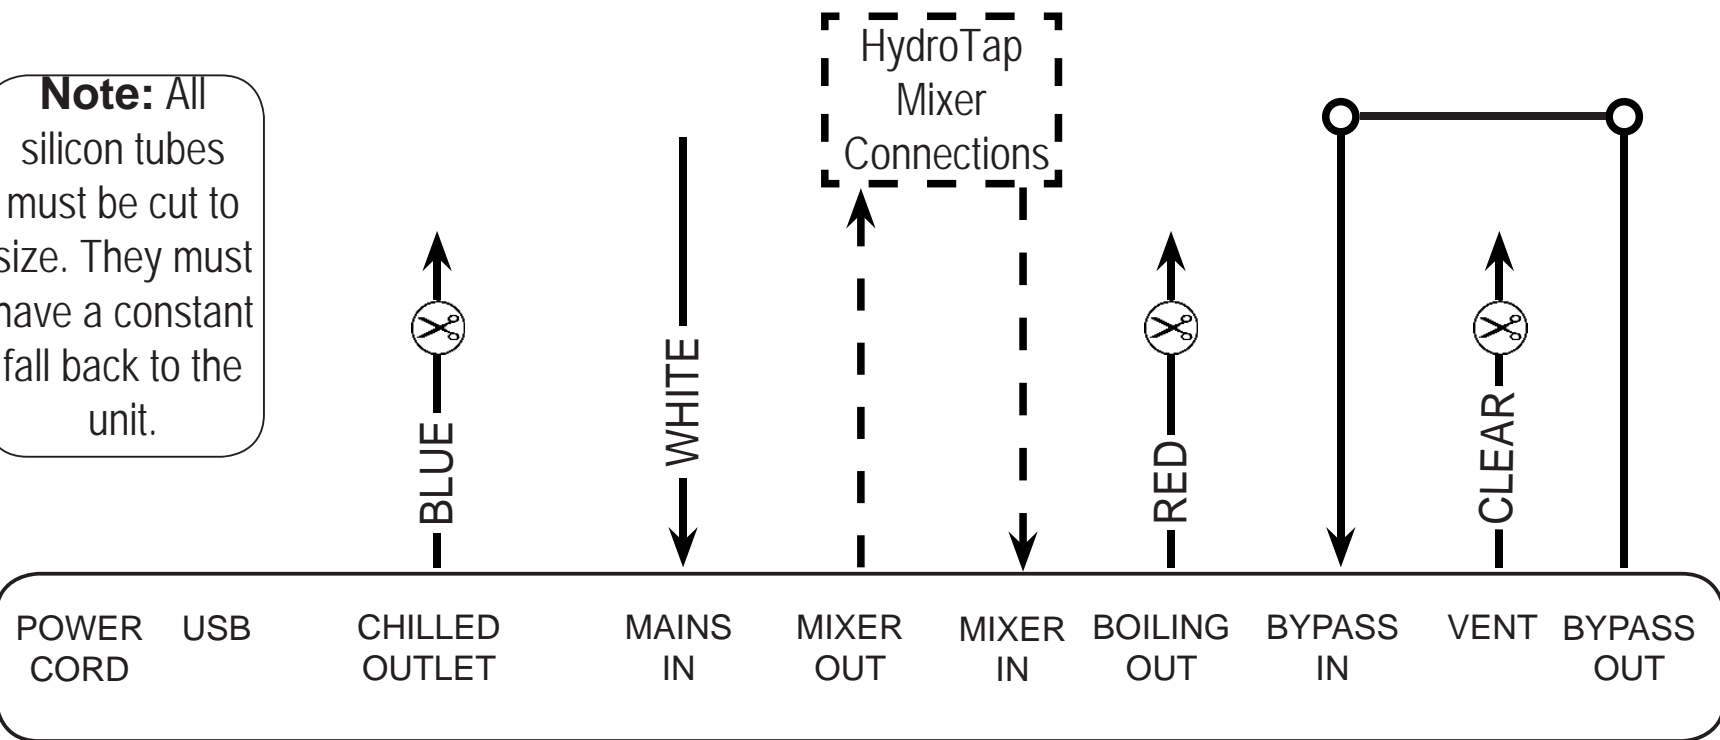 HydroTap
Mixer
Connections
Note: All
silicon tubes
must be cut to
size. They must
have a constant
fall back to the
unit.
BLUE
WHITE
RED
CLEAR
POWER
CORD
USB
CHILLED
OUTLET
MAINS
IN
MIXER
OUT
MIXER
IN
BOILING
OUT
BYPASS
IN
VENT
BYPASS
OUT